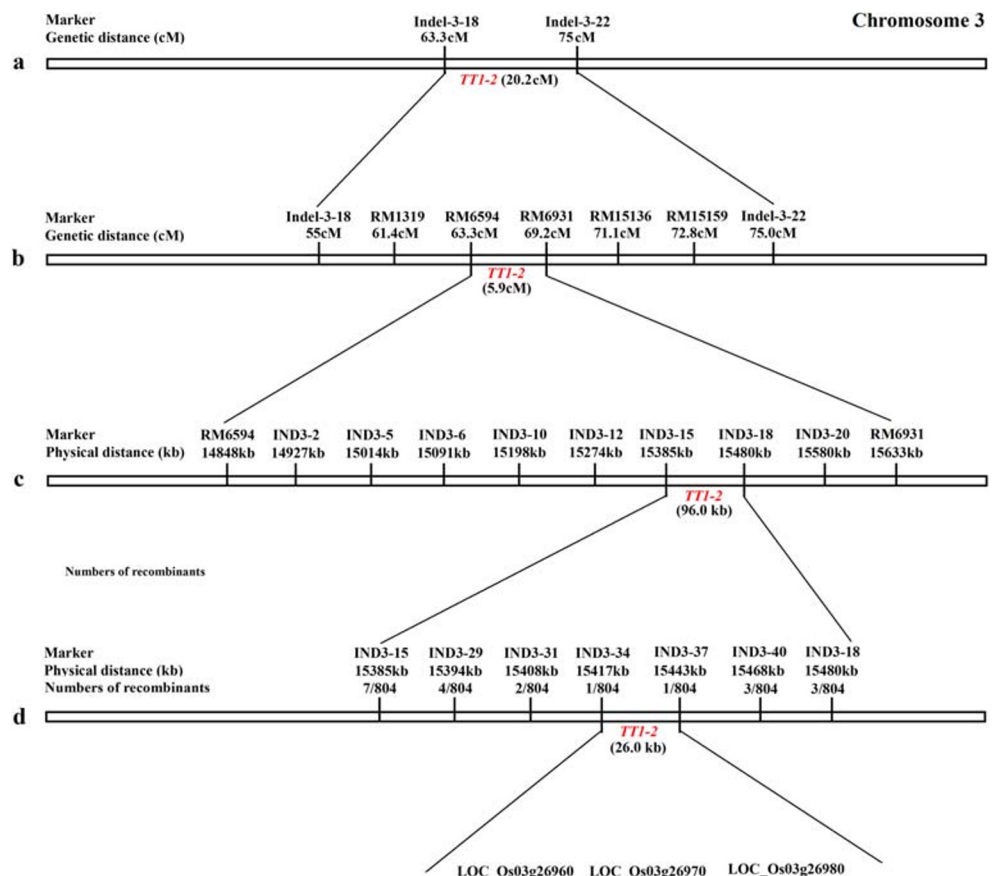 Marker Indel-3-18 Indel-3-22 Chromosome 3
Genetic distance (cM) 63.3cM 75cM
a
TT1-2 (20.2cM)
Marker Indel-3-18 RM1319 RM6594 RM6931 RM15136 RM15159 Indel-3-22
Genetic distance (cM) 55cM 61.4cM 63.3cM 69.2cM 71.1cM 72.8cM 75.0cM
b
TT1-2
(5.9cM)
Marker RM6594 IND3-2 IND3-5 IND3-6 IND3-10 IND3-12 IND3-15 IND3-18 IND3-20 RM6931
Physical distance (kb) 14848kb 14927kb 15014kb 15091kb 15198kb 15274kb 15385kb 15480kb 15580kb 15633kb
c
TT1-2
(96.0 kb)
Numbers of recombinants
Marker IND3-15 IND3-29 IND3-31 IND3-34 IND3-37 IND3-40 IND3-18
Physical distance (kb) 15385kb 15394kb 15408kb 15417kb 15443kb 15468kb 15480kb
Numbers of recombinants 7/804 4/804 2/804 1/804 1/804 3/804 3/804
d
TT1-2
(26.0 kb)
LOC_Os03g26960 LOC_Os03g26970 LOC_Os03g26980